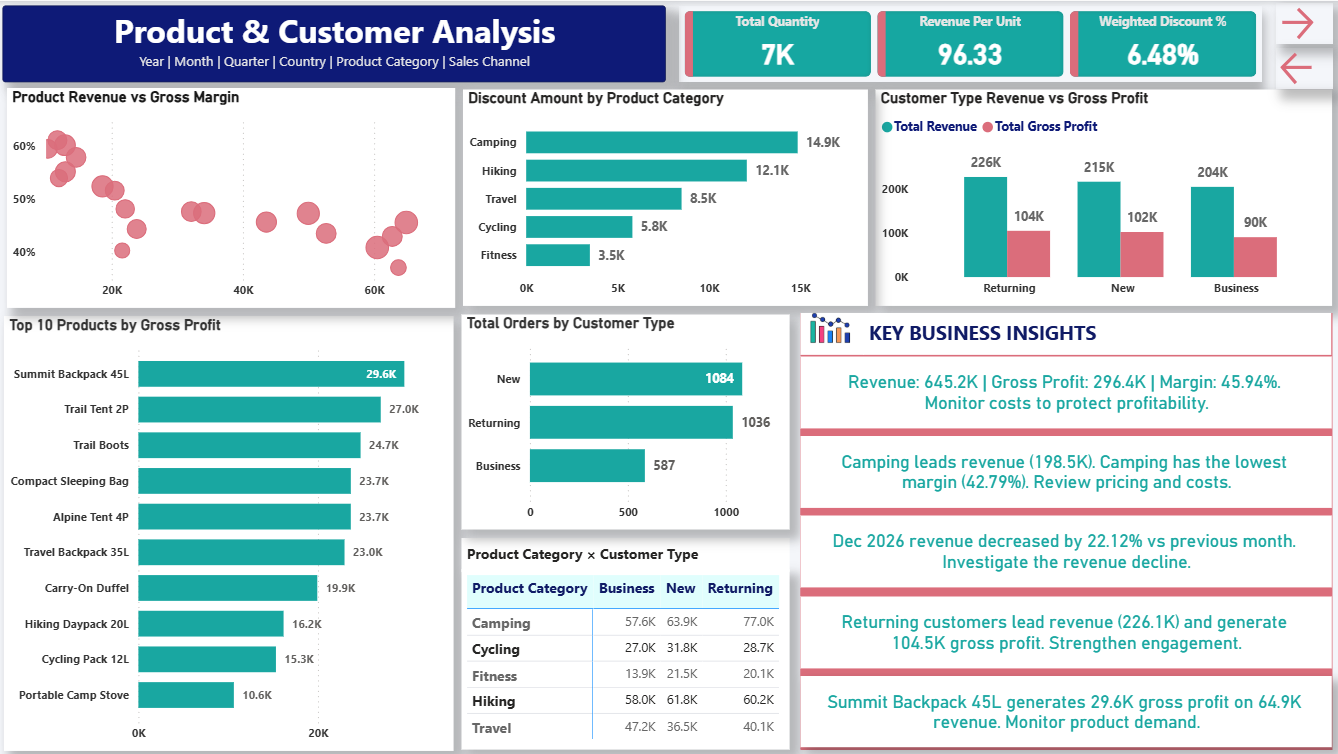 Product & Customer Analysis
Year | Month | Quarter | Country | Product Category | Sales Channel
Total Quantity
7K
Revenue Per Unit
96.33
Weighted Discount %
6.48%
Product Revenue vs Gross Margin
60%
50%
40%
20K 40K 60K
Discount Amount by Product Category
Camping 14.9K
Hiking 12.1K
Travel 8.5K
Cycling 5.8K
Fitness 3.5K
0K 5K 10K 15K
Customer Type Revenue vs Gross Profit
Total Revenue Total Gross Profit
226K 215K 204K
200K
104K 102K 90K
100K
0K
Returning New Business
Top 10 Products by Gross Profit
Summit Backpack 45L 29.6K
Trail Tent 2P 27.0K
Trail Boots 24.7K
Compact Sleeping Bag 23.7K
Alpine Tent 4P 23.7K
Travel Backpack 35L 23.0K
Carry-On Duffel 19.9K
Hiking Daypack 20L 16.2K
Cycling Pack 12L 15.3K
Portable Camp Stove 10.6K
0K 20K
Total Orders by Customer Type
New 1084
Returning 1036
Business 587
0 500 1000
Product Category × Customer Type
Product Category Business New Returning
Camping 57.6K 63.9K 77.0K
Cycling 27.0K 31.8K 28.7K
Fitness 13.9K 21.5K 20.1K
Hiking 58.0K 61.8K 60.2K
Travel 47.2K 36.5K 40.1K
KEY BUSINESS INSIGHTS
Revenue: 645.2K | Gross Profit: 296.4K | Margin: 45.94%.
Monitor costs to protect profitability.
Camping leads revenue (198.5K). Camping has the lowest
margin (42.79%). Review pricing and costs.
Dec 2026 revenue decreased by 22.12% vs previous month.
Investigate the revenue decline.
Returning customers lead revenue (226.1K) and generate
104.5K gross profit. Strengthen engagement.
Summit Backpack 45L generates 29.6K gross profit on 64.9K
revenue. Monitor product demand.